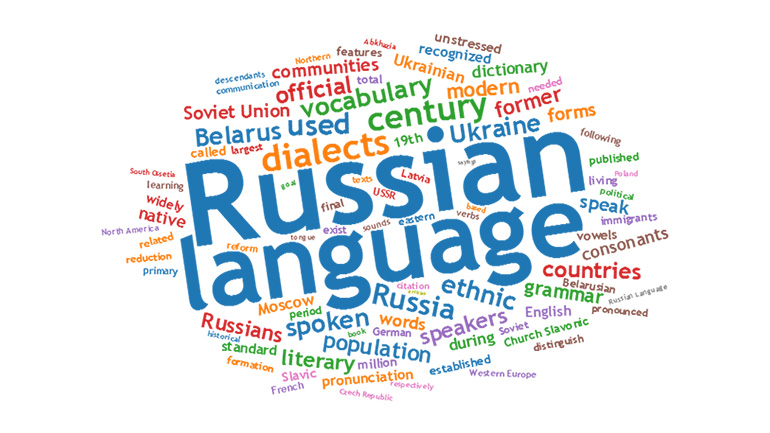 Abkhazia
unstressed
Northern
features
recognized
descendants
communities
Ukrainian
dictionary
communication
official
total
modern
needed
vocabulary
former
Soviet Union
century
forms
Belarus
used
Ukraine
following
dialects
19th
called
largest
published
South Ossetia
Russian
goal
texts
Latvia
Poland
learning
USSR
living
political
widely
final
based
speak
native
eastern
verbs
immigrants
North America
exist
sounds
related
tongue
vowels
reform
language
consonants
reduction
primary
countries
citation
Belarusian
ethnic
grammar
Russian Language
Moscow
Russia
period
English
pronounced
Russians
spoken
words
speakers
Soviet
Church Slavonic
book
German
during
historical
standard
population
distinguish
literary
million
established
formation
Slavic
pronunciation
Western Europe
French
respectively
Czech Republic